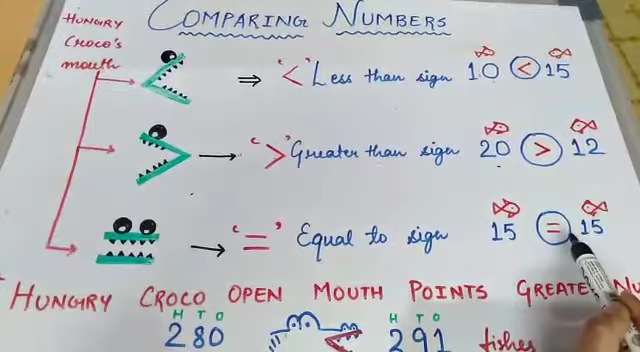 COMPARING NUMBERS
HUNGRY
CROCO'S
mouth
⇒ '<' Less than sign 10 < 15
→ '>' Greater than sign 20 > 12
→ '=' Equal to sign 15 = 15
HUNGRY CROCO OPEN MOUTH POINTS GREATER
H T O H T O
280 291 fishes